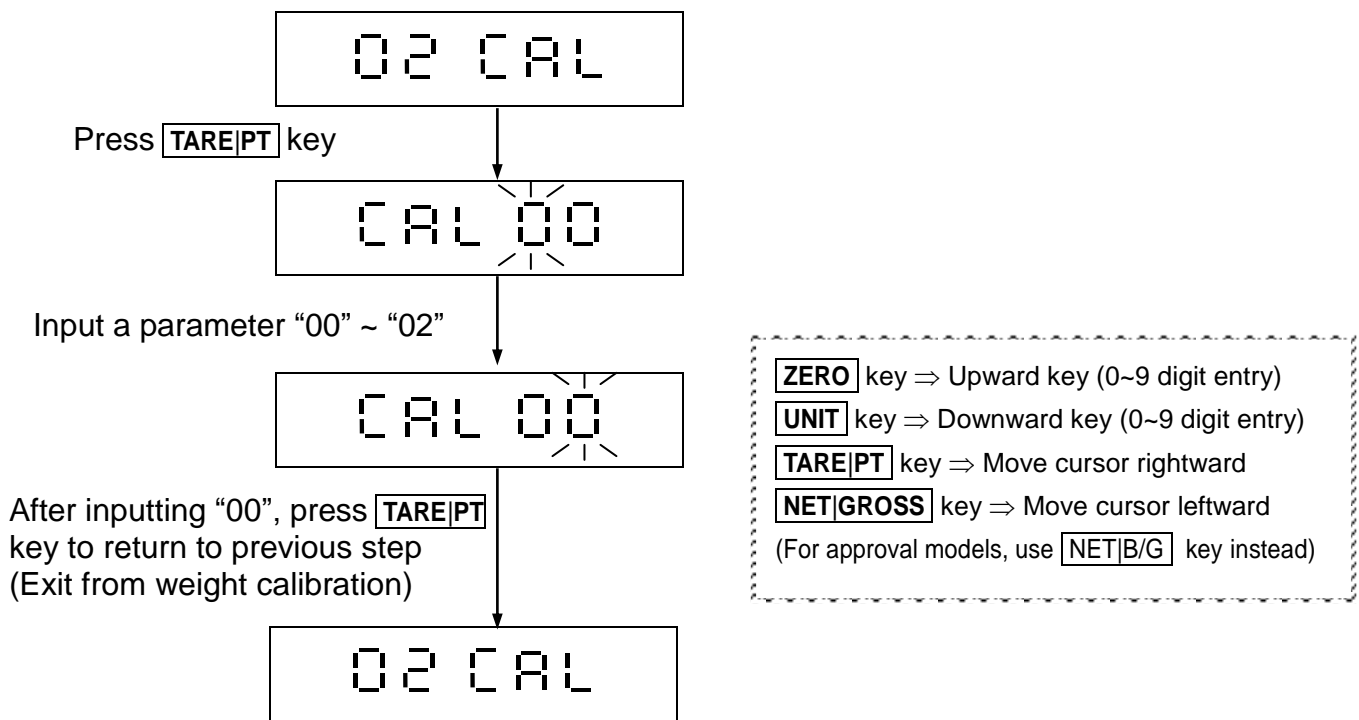 02 CAL
Press TARE|PT key
CAL 00
Input a parameter “00” ~ “02”
CAL 00
After inputting “00”, press TARE|PT
key to return to previous step
(Exit from weight calibration)
02 CAL
ZERO key ⇒ Upward key (0~9 digit entry)
UNIT key ⇒ Downward key (0~9 digit entry)
TARE|PT key ⇒ Move cursor rightward
NET|GROSS key ⇒ Move cursor leftward
(For approval models, use NET|B/G key instead)